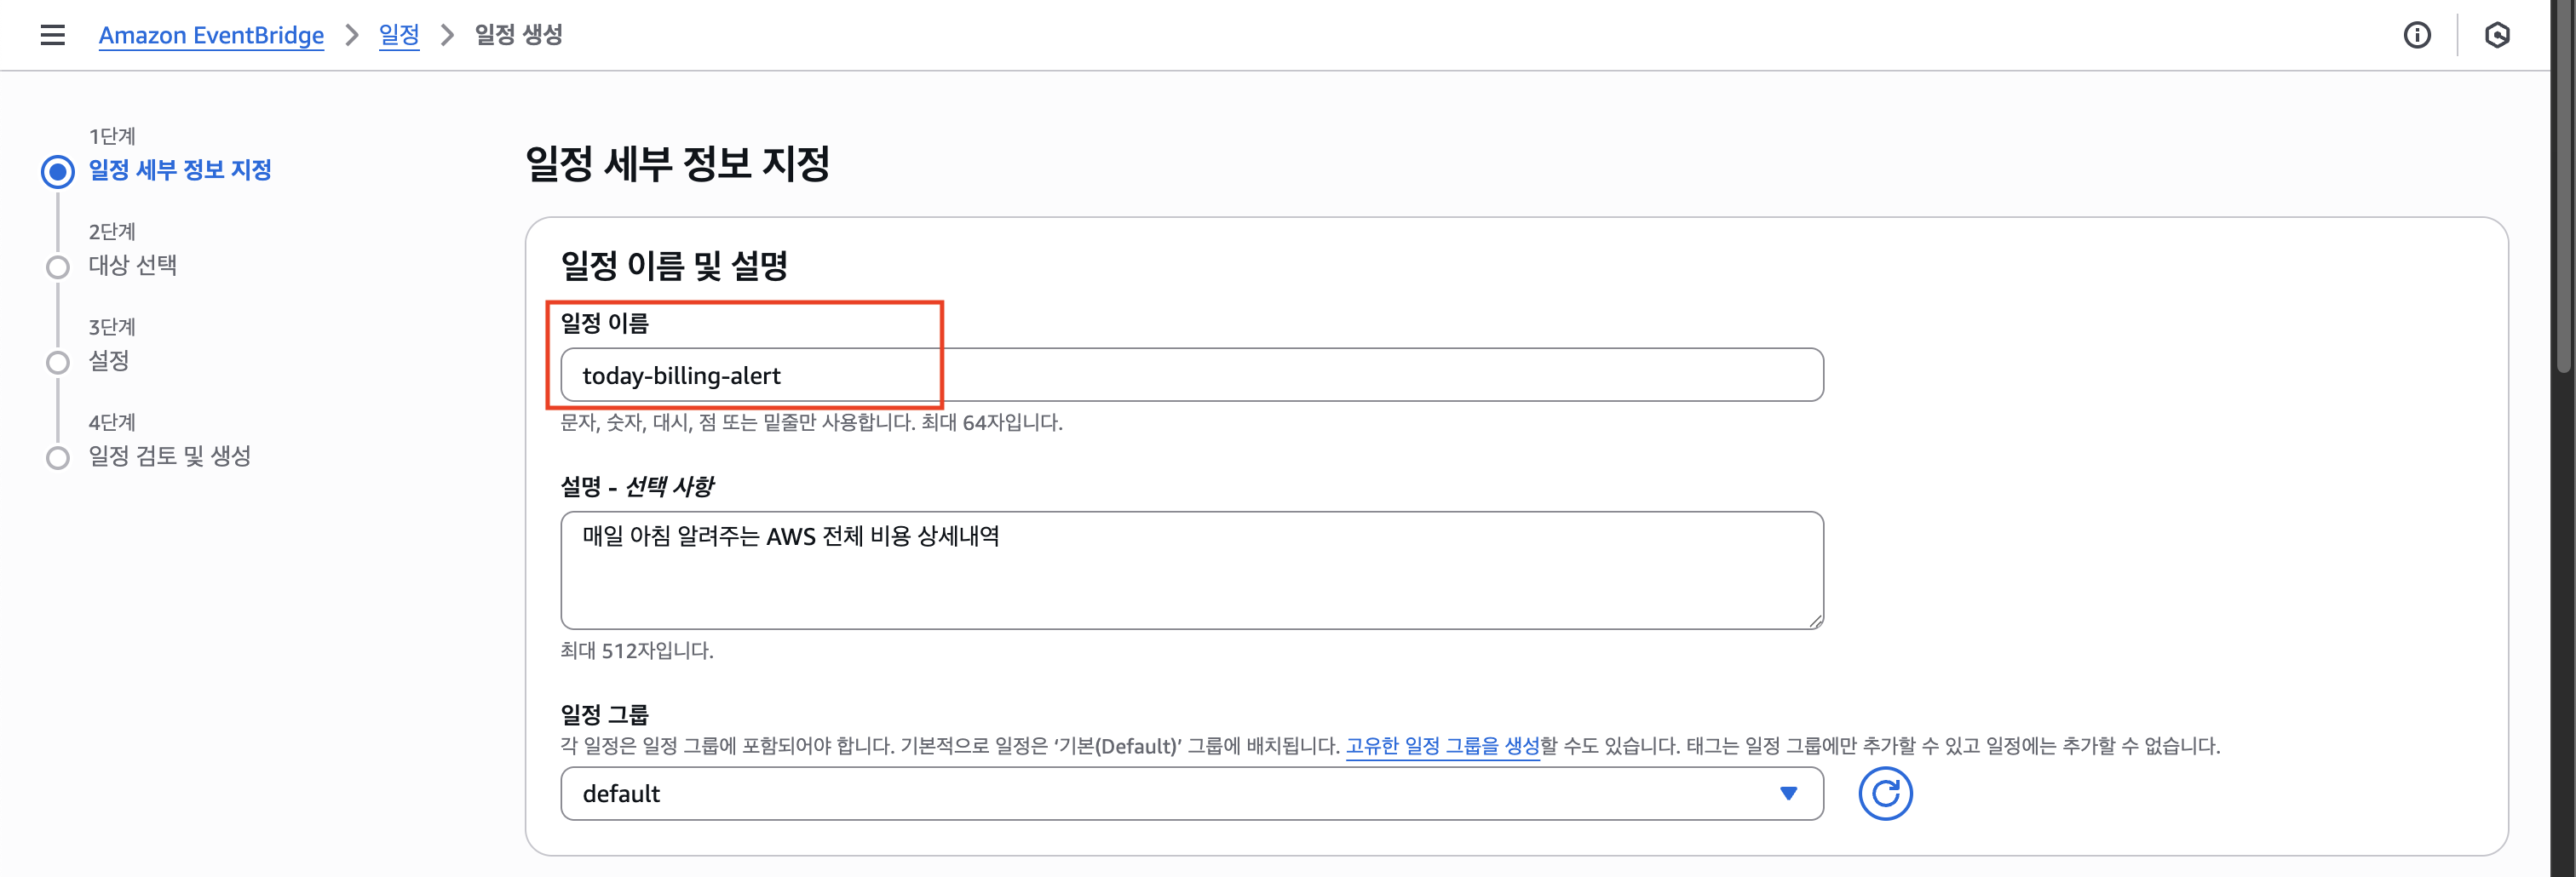 Amazon EventBridge > 일정 > 일정 생성
1단계
일정 세부 정보 지정
2단계
대상 선택
3단계
설정
4단계
일정 검토 및 생성
일정 세부 정보 지정
일정 이름 및 설명
일정 이름
today-billing-alert
문자, 숫자, 대시, 점 또는 밑줄만 사용합니다. 최대 64자입니다.
설명 - 선택 사항
매일 아침 알려주는 AWS 전체 비용 상세내역
최대 512자입니다.
일정 그룹
각 일정은 일정 그룹에 포함되어야 합니다. 기본적으로 일정은 ‘기본(Default)’ 그룹에 배치됩니다. 고유한 일정 그룹을 생성할 수도 있습니다. 태그는 일정 그룹에만 추가할 수 있고 일정에는 추가할 수 없습니다.
default